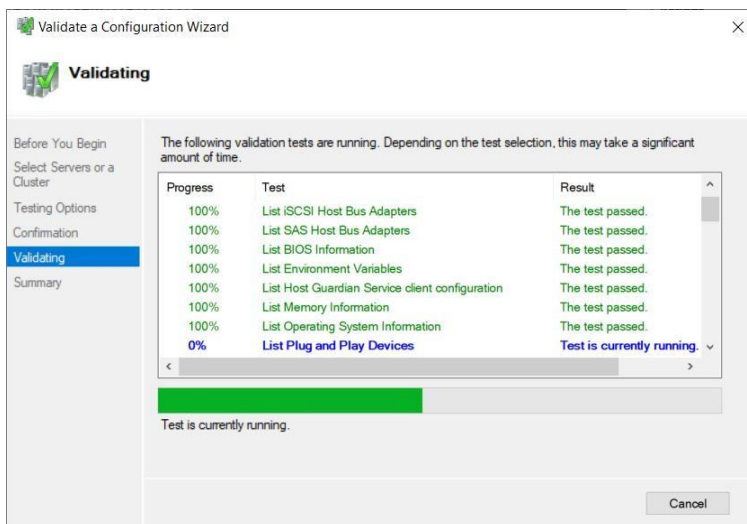 Validate a Configuration Wizard
Validating
Before You Begin
Select Servers or a
Cluster
Testing Options
Confirmation
Validating
Summary
The following validation tests are running. Depending on the test selection, this may take a significant
amount of time.
Progress Test Result
100% List iSCSI Host Bus Adapters The test passed.
100% List SAS Host Bus Adapters The test passed.
100% List BIOS Information The test passed.
100% List Environment Variables The test passed.
100% List Host Guardian Service client configuration The test passed.
100% List Memory Information The test passed.
100% List Operating System Information The test passed.
0% List Plug and Play Devices Test is currently running.
Test is currently running.
Cancel